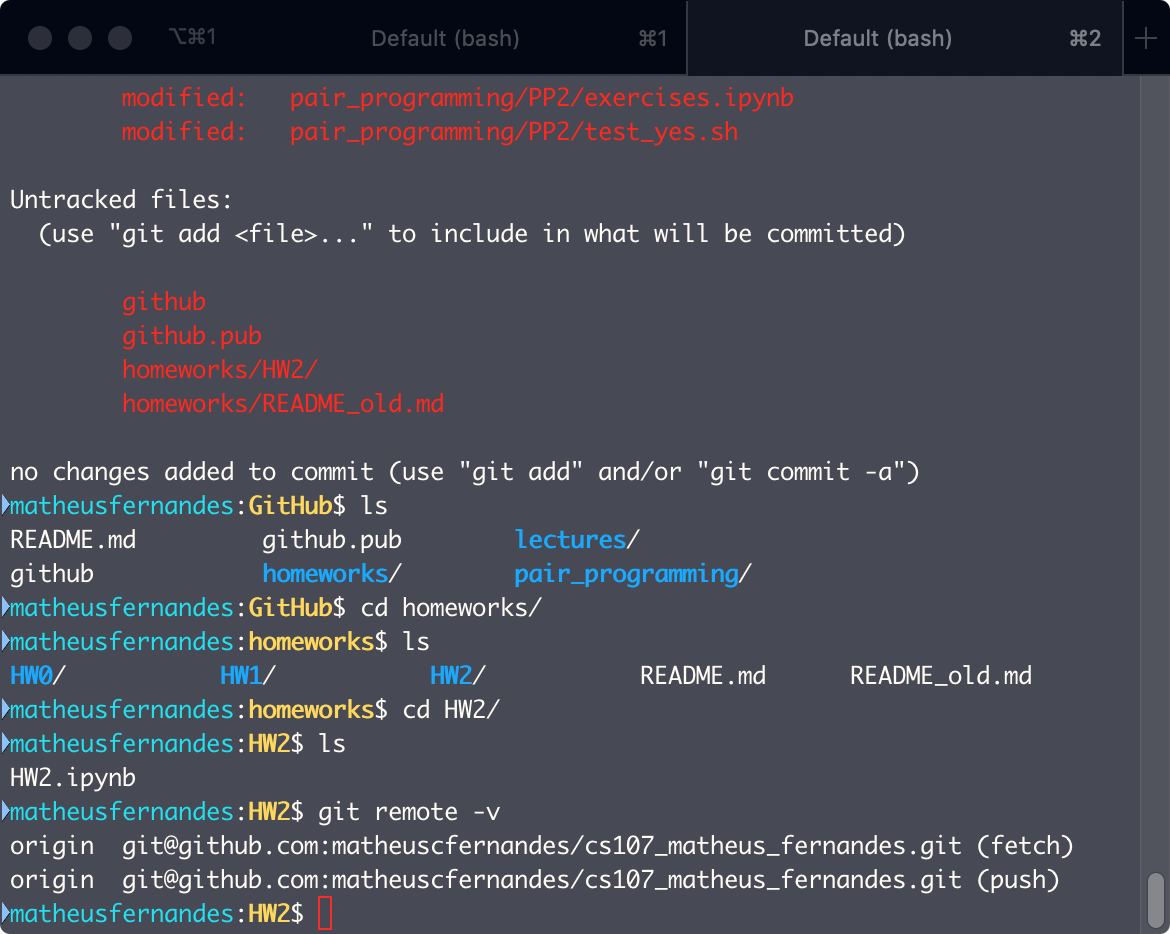 ⌥⌘1 Default (bash) ⌘1 Default (bash) ⌘2
modified:   pair_programming/PP2/exercises.ipynb
modified:   pair_programming/PP2/test_yes.sh
Untracked files:
(use "git add <file>..." to include in what will be committed)
github
github.pub
homeworks/HW2/
homeworks/README_old.md
no changes added to commit (use "git add" and/or "git commit -a")
matheusfernandes:GitHub$ ls
README.md github.pub lectures/
github homeworks/ pair_programming/
matheusfernandes:GitHub$ cd homeworks/
matheusfernandes:homeworks$ ls
HW0/ HW1/ HW2/ README.md README_old.md
matheusfernandes:homeworks$ cd HW2/
matheusfernandes:HW2$ ls
HW2.ipynb
matheusfernandes:HW2$ git remote -v
origin  git@github.com:matheuscfernandes/cs107_matheus_fernandes.git (fetch)
origin  git@github.com:matheuscfernandes/cs107_matheus_fernandes.git (push)
matheusfernandes:HW2$